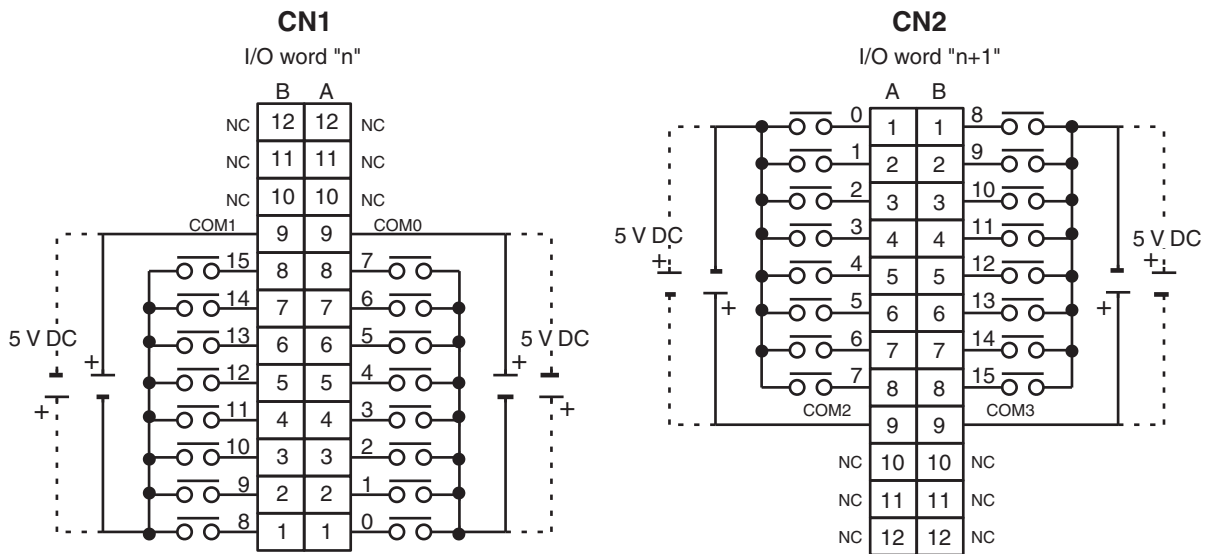 CN1
I/O word "n"
B A
NC 12 12 NC
NC 11 11 NC
NC 10 10 NC
COM1 9 9 COM0
15 8 8 7
14 7 7 6
13 6 6 5
5 V DC + + 5 V DC
12 5 5 4
+ 11 4 4 3 +
10 3 3 2
9 2 2 1
8 1 1 0
CN2
I/O word "n+1"
A B
0 1 1 8
1 2 2 9
2 3 3 10
3 4 4 11
5 V DC 5 V DC
+ 4 5 5 12 +
+ 5 6 6 13 +
6 7 7 14
7 8 8 15
COM2 9 9 COM3
NC 10 10 NC
NC 11 11 NC
NC 12 12 NC